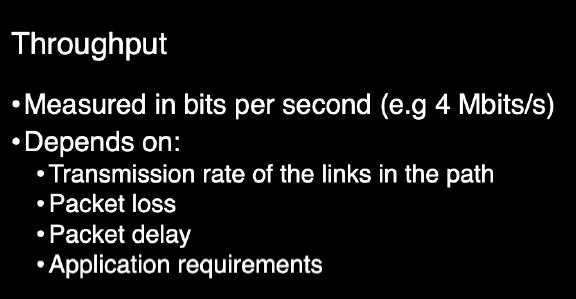 Throughput
•Measured in bits per second (e.g 4 Mbits/s)
•Depends on:
•Transmission rate of the links in the path
•Packet loss
•Packet delay
•Application requirements